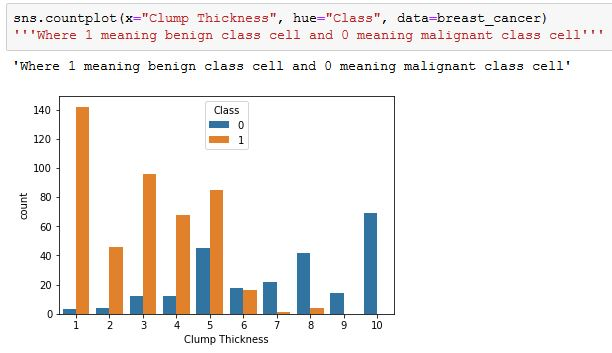 sns.countplot(x="Clump Thickness", hue="Class", data=breast_cancer)
'''Where 1 meaning benign class cell and 0 meaning malignant class cell'''
'Where 1 meaning benign class cell and 0 meaning malignant class cell'
Class
0
1
140
120
100
80
60
40
20
0
count
1 2 3 4 5 6 7 8 9 10
Clump Thickness